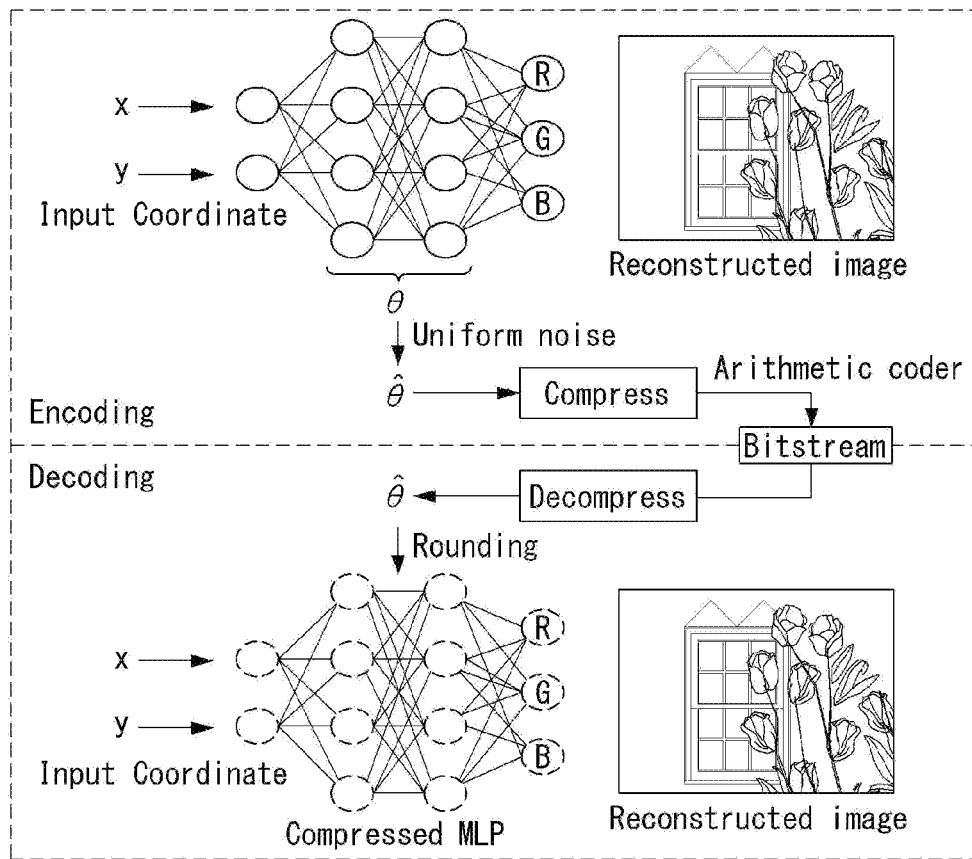 x
y
Input Coordinate
R
G
B
Reconstructed image
θ
Uniform noise
θ̂
Compress
Arithmetic coder
Encoding
Bitstream
Decoding
θ̂
Decompress
Rounding
x
y
Input Coordinate
R
G
B
Compressed MLP
Reconstructed image